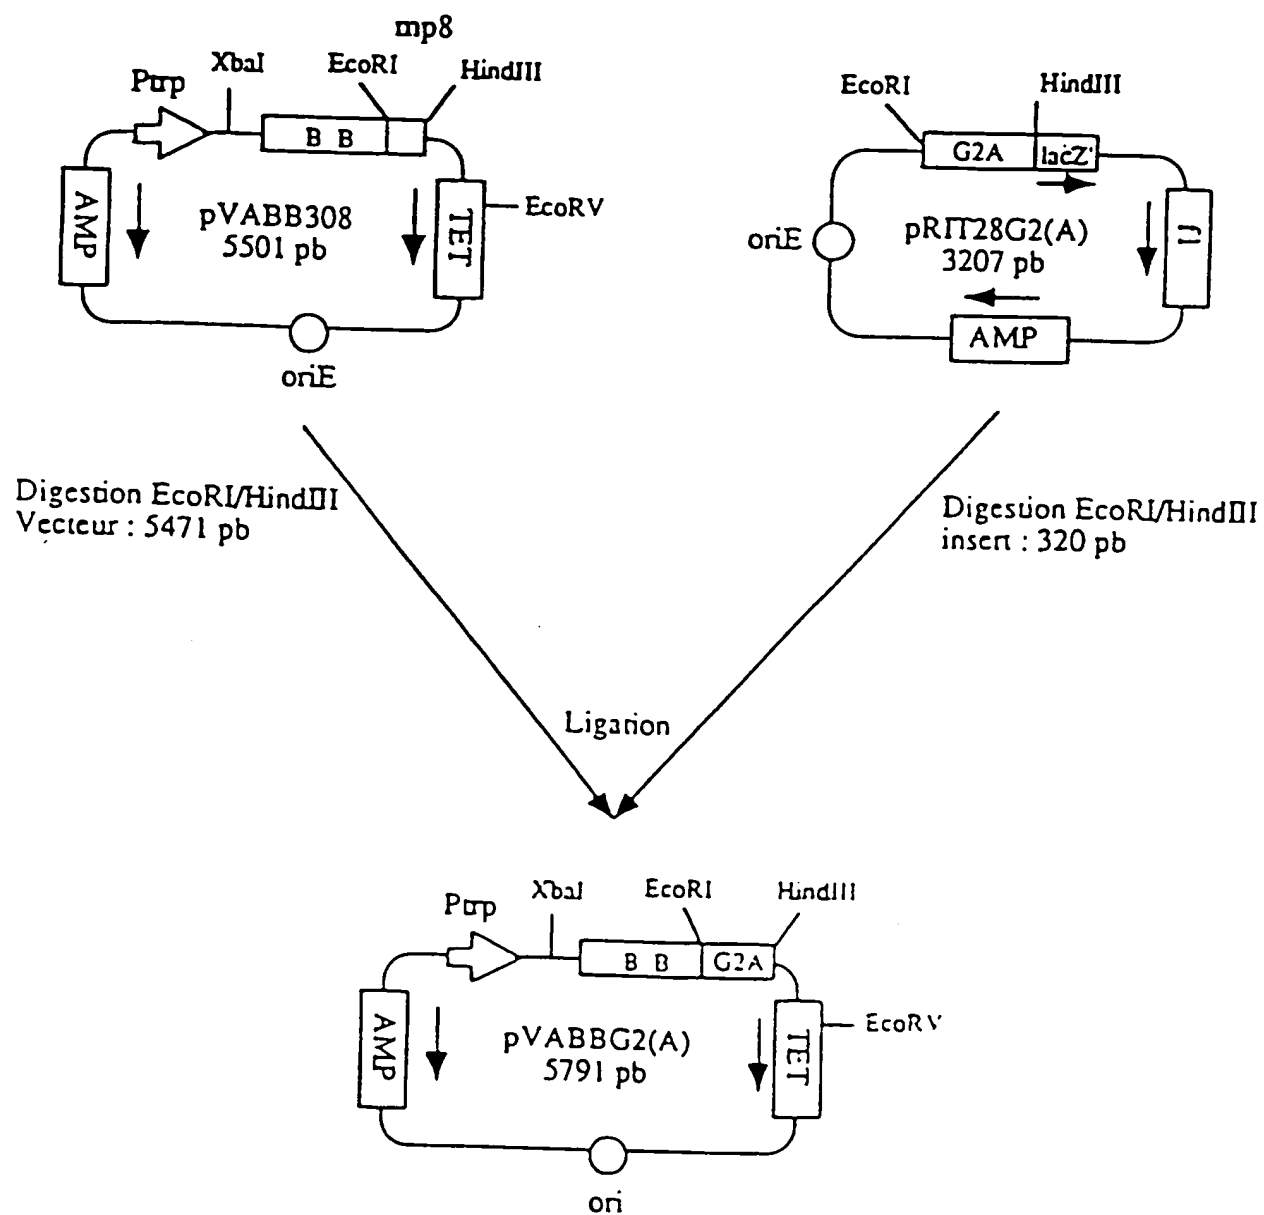 mp8
Ptrp
XbaI
EcoRI
HindIII
B B
AMP
pVABB308
5501 pb
TET
EcoRV
oriE
EcoRI
HindIII
G2A
lacZ'
oriE
pRIT28G2(A)
3207 pb
f1
AMP
Digestion EcoRI/HindIII
Vecteur : 5471 pb
Digestion EcoRI/HindIII
insert : 320 pb
Ligation
Ptrp
XbaI
EcoRI
HindIII
B B
G2A
AMP
pVABBG2(A)
5791 pb
TET
EcoRV
ori